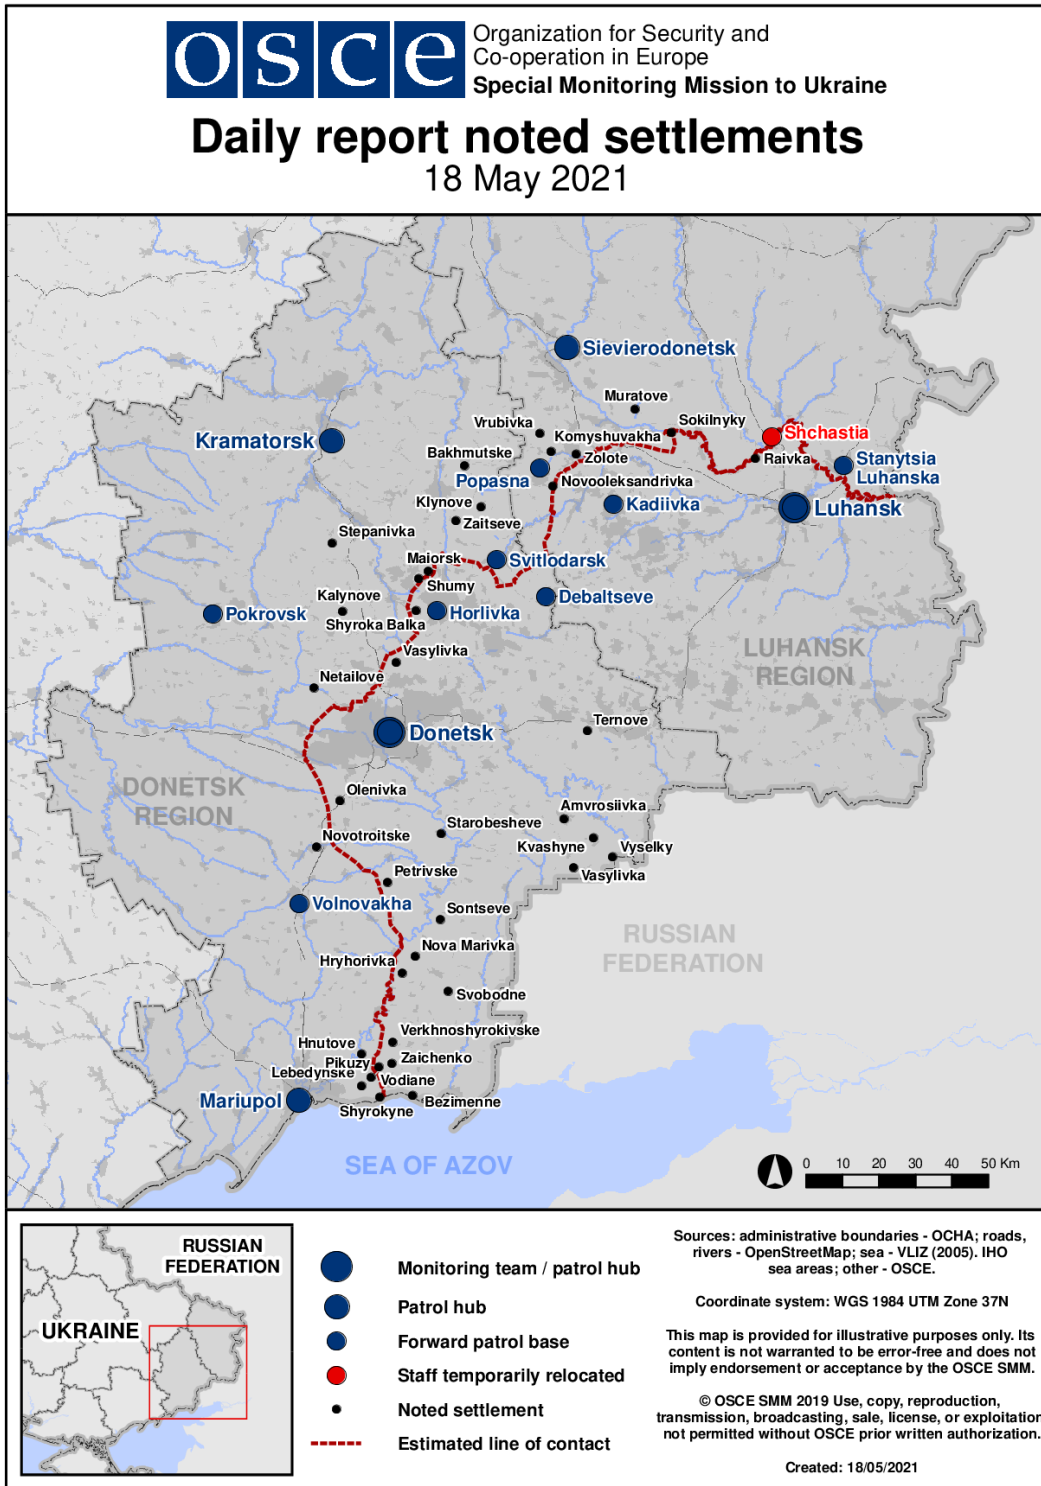 osce
Organization for Security and
Co-operation in Europe
Special Monitoring Mission to Ukraine
Daily report noted settlements
18 May 2021
Sievierodonetsk
Muratove
Sokilnyky
Vrubivka
Shchastia
Kramatorsk
Komyshuvakha
Bakhmutske
Zolote
Raivka
Stanytsia
Luhanska
Popasna
Novooleksandrivka
Klynove
Kadiivka
Luhansk
Zaitseve
Stepanivka
Maiorsk
Svitlodarsk
Shumy
Kalynove
Debaltseve
Pokrovsk
Horlivka
Shyroka Balka
Vasylivka
LUHANSK
REGION
Netailove
Ternove
Donetsk
DONETSK
REGION
Olenivka
Amvrosiivka
Starobesheve
Novotroitske
Kvashyne
Vyselky
Petrivske
Vasylivka
Volnovakha
Sontseve
RUSSIAN
FEDERATION
Nova Marivka
Hryhorivka
Svobodne
Verkhnoshyrokivske
Hnutove
Zaichenko
Pikuzy
Lebedynske
Vodiane
Mariupol
Bezimenne
Shyrokyne
SEA OF AZOV
0 10 20 30 40 50 Km
RUSSIAN
FEDERATION
UKRAINE
Monitoring team / patrol hub
Patrol hub
Forward patrol base
Staff temporarily relocated
Noted settlement
Estimated line of contact
Sources: administrative boundaries - OCHA; roads,
rivers - OpenStreetMap; sea - VLIZ (2005). IHO
sea areas; other - OSCE.
Coordinate system: WGS 1984 UTM Zone 37N
This map is provided for illustrative purposes only. Its
content is not warranted to be error-free and does not
imply endorsement or acceptance by the OSCE SMM.
© OSCE SMM 2019 Use, copy, reproduction,
transmission, broadcasting, sale, license, or exploitation
not permitted without OSCE prior written authorization.
Created: 18/05/2021